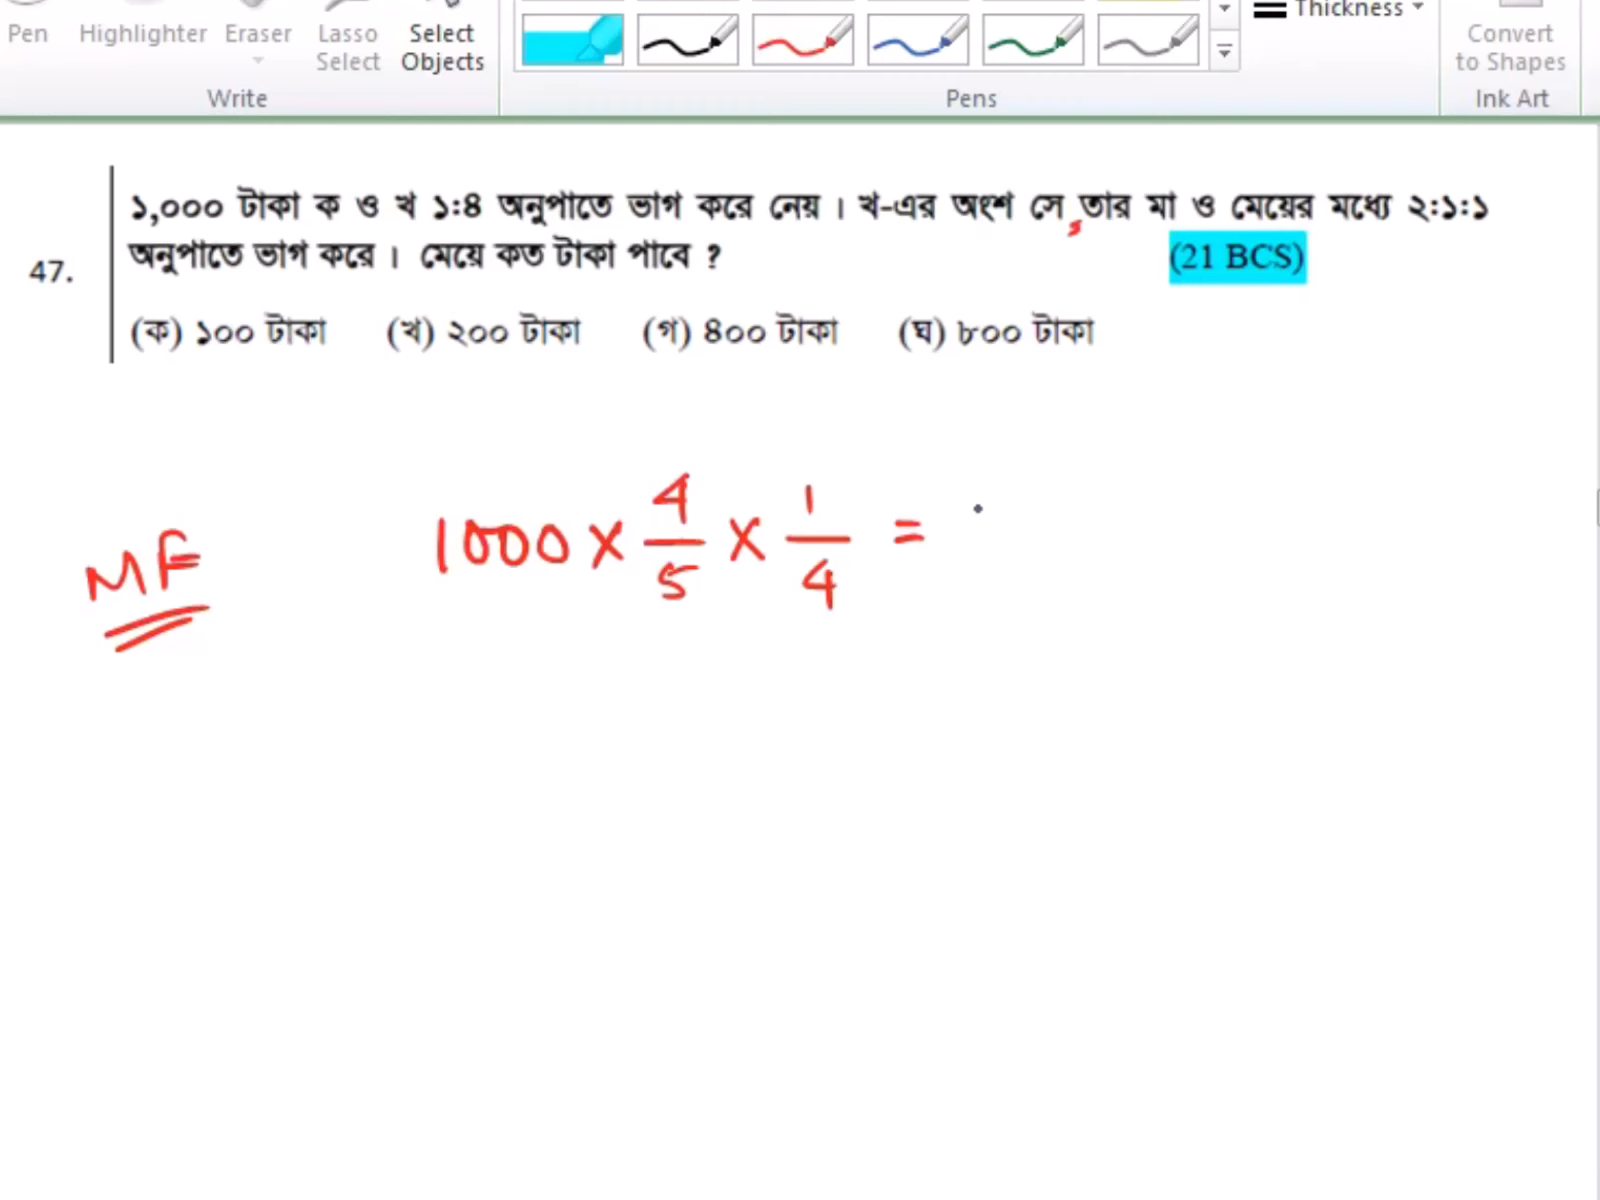 Pen Highlighter Eraser Lasso Select Select Objects Thickness Convert to Shapes
Write Pens Ink Art
১,০০০ টাকা ক ও খ ১:৪ অনুপাতে ভাগ করে নেয়। খ-এর অংশ সে,তার মা ও মেয়ের মধ্যে ২:১:১
47. অনুপাতে ভাগ করে। মেয়ে কত টাকা পাবে ? (21 BCS)
(ক) ১০০ টাকা (খ) ২০০ টাকা (গ) ৪০০ টাকা (ঘ) ৮০০ টাকা
MF 1000 × 4/5 × 1/4 =